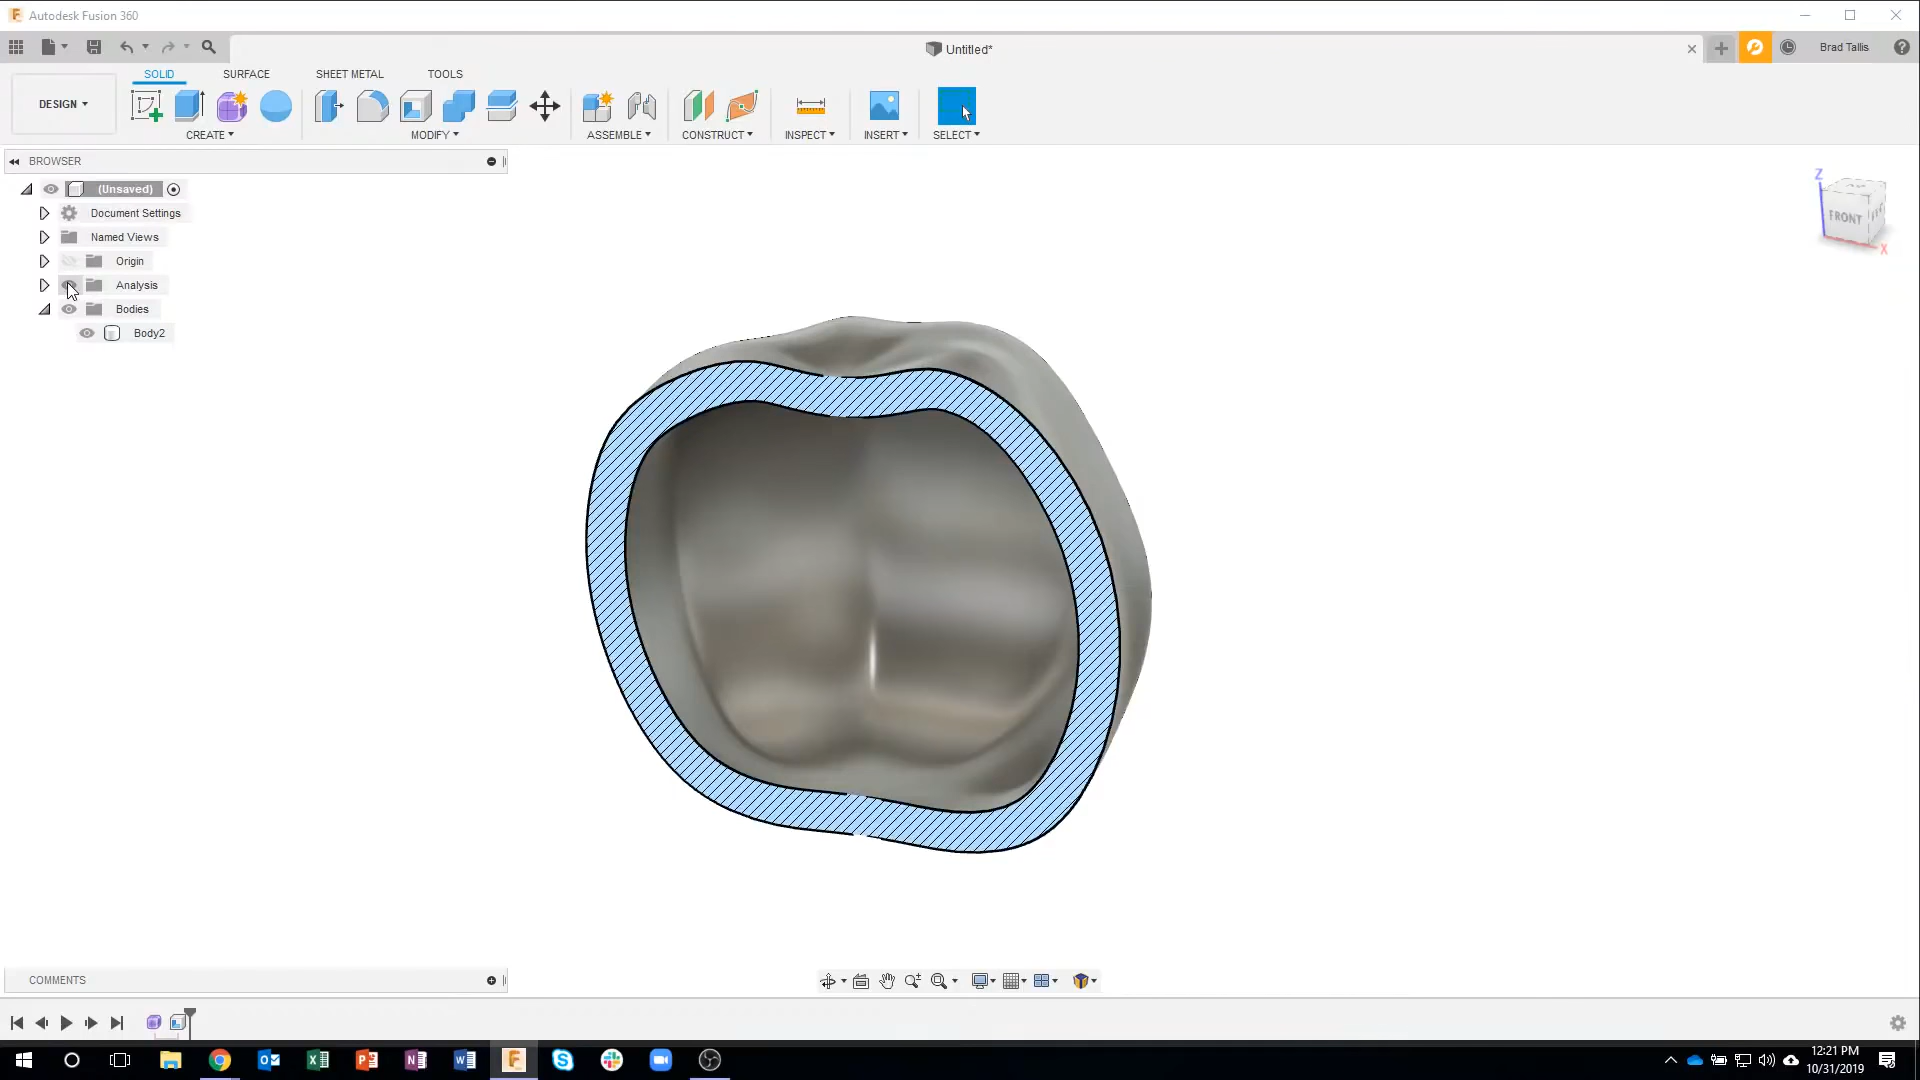 Autodesk Fusion 360
Untitled*
Brad Tallis
SOLID SURFACE SHEET METAL TOOLS
DESIGN
CREATE MODIFY ASSEMBLE CONSTRUCT INSPECT INSERT SELECT
BROWSER
(Unsaved)
Document Settings
Named Views
Origin
Analysis
Bodies
Body2
Z
FRONT
X
COMMENTS
12:21 PM
10/31/2019